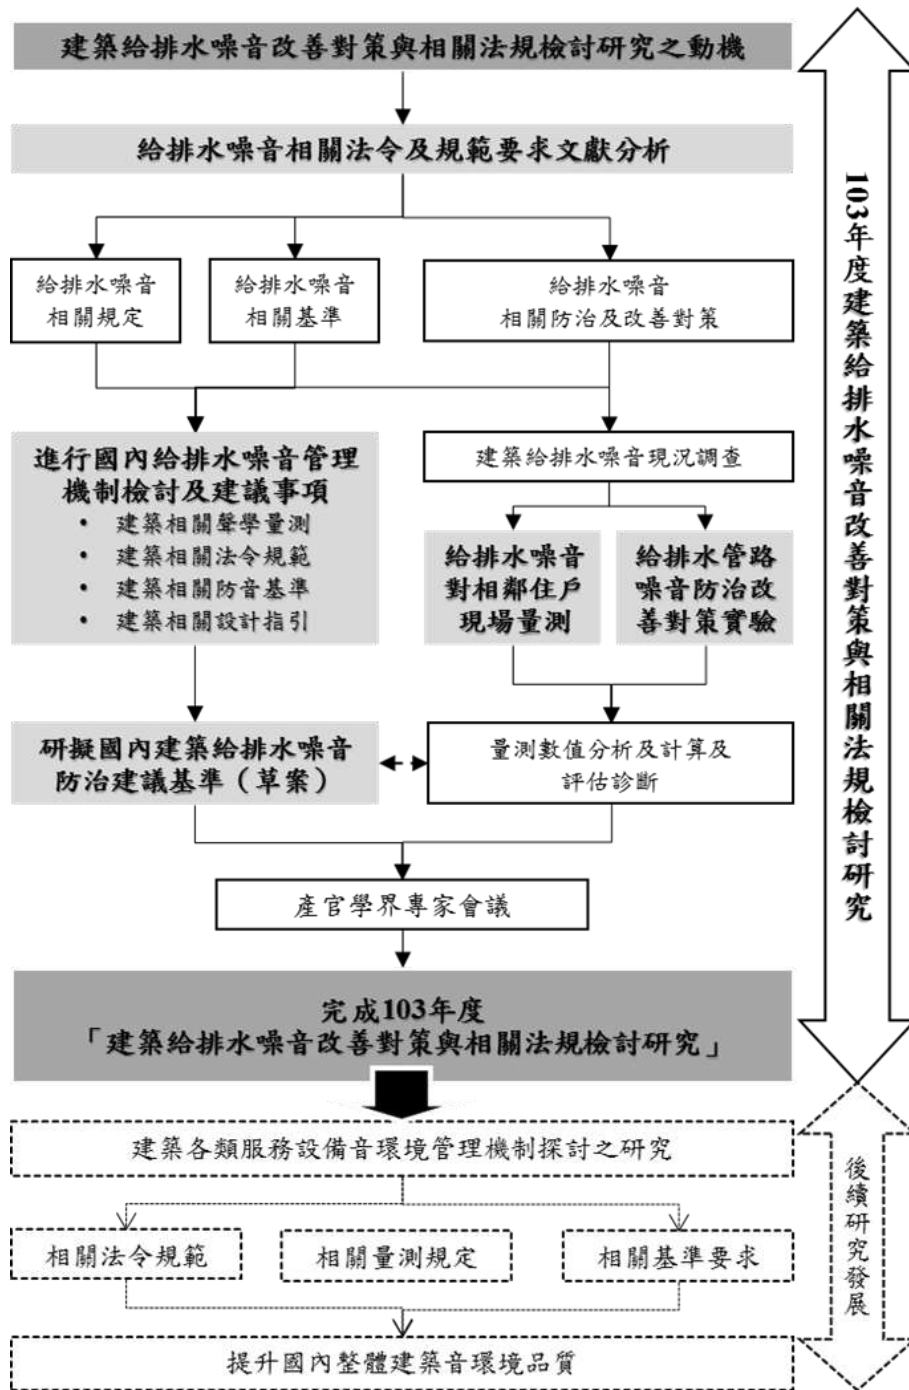 建築給排水噪音改善對策與相關法規檢討研究之動機
給排水噪音相關法令及規範要求文獻分析
給排水噪音
相關規定
給排水噪音
相關基準
給排水噪音
相關防治及改善對策
進行國內給排水噪音管理
機制檢討及建議事項
• 建築相關聲學量測
• 建築相關法令規範
• 建築相關防音基準
• 建築相關設計指引
建築給排水噪音現況調查
給排水噪音
對相鄰住戶
現場量測
給排水管路
噪音防治改
善對策實驗
研擬國內建築給排水噪音
防治建議基準（草案）
量測數值分析及計算及
評估診斷
產官學界專家會議
完成103年度
「建築給排水噪音改善對策與相關法規檢討研究」
103年度建築給排水噪音改善對策與相關法規檢討研究
建築各類服務設備音環境管理機制探討之研究
相關法令規範
相關量測規定
相關基準要求
提升國內整體建築音環境品質
後續研究發展